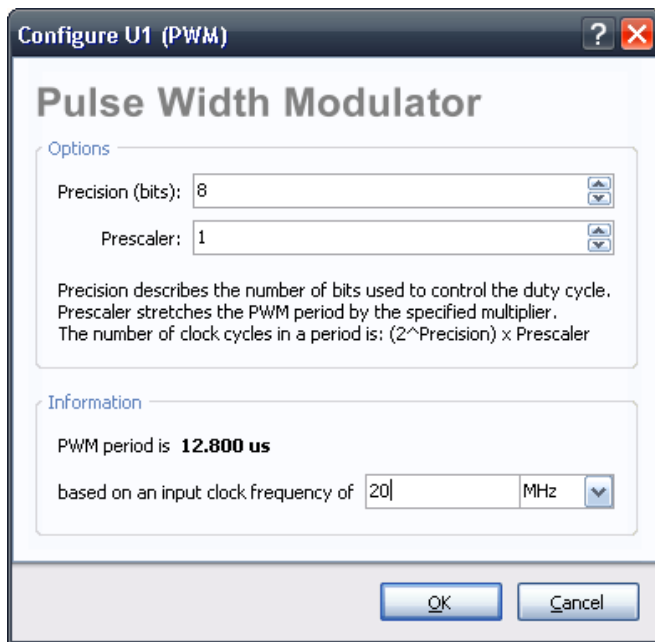 Configure U1 (PWM)
?
Pulse Width Modulator
Options
Precision (bits): 8
Prescaler: 1
Precision describes the number of bits used to control the duty cycle.
Prescaler stretches the PWM period by the specified multiplier.
The number of clock cycles in a period is: (2^Precision) x Prescaler
Information
PWM period is 12.800 us
based on an input clock frequency of 20 MHz
OK Cancel